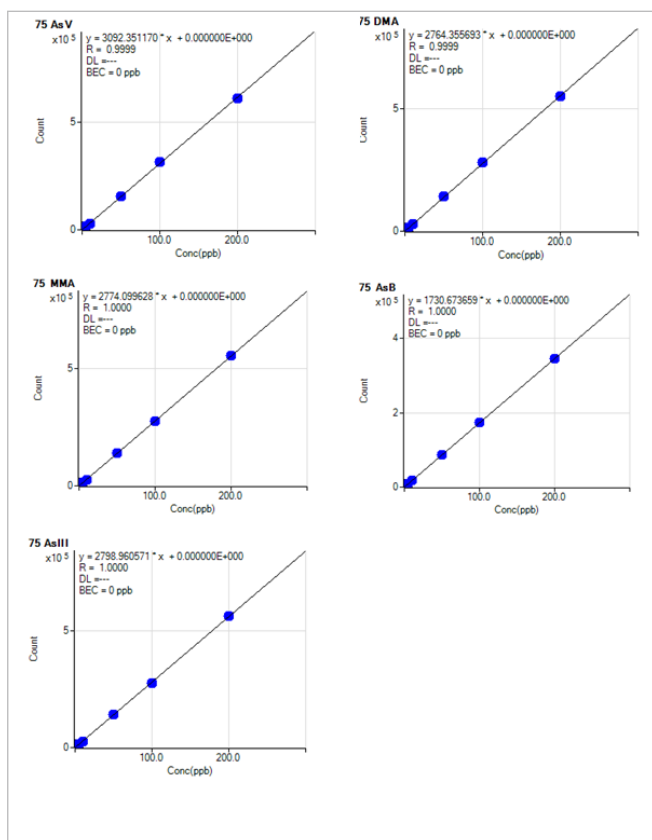 75 AsV
x10 5
y = 3092.351170 * x + 0.000000E+000
R = 0.9999
DL =---
BEC = 0 ppb
Count
5
0
100.0 200.0
Conc(ppb)
75 DMA
x10 5
y = 2764.355693 * x + 0.000000E+000
R = 0.9999
DL =---
BEC = 0 ppb
Count
5
0
100.0 200.0
Conc(ppb)
75 MMA
x10 5
y = 2774.099628 * x + 0.000000E+000
R = 1.0000
DL =---
BEC = 0 ppb
Count
5
0
100.0 200.0
Conc(ppb)
75 AsB
x10 5
y = 1730.673659 * x + 0.000000E+000
R = 1.0000
DL =---
BEC = 0 ppb
Count
4
2
0
100.0 200.0
Conc(ppb)
75 AsIII
x10 5
y = 2798.960571 * x + 0.000000E+000
R = 1.0000
DL =---
BEC = 0 ppb
Count
5
0
100.0 200.0
Conc(ppb)